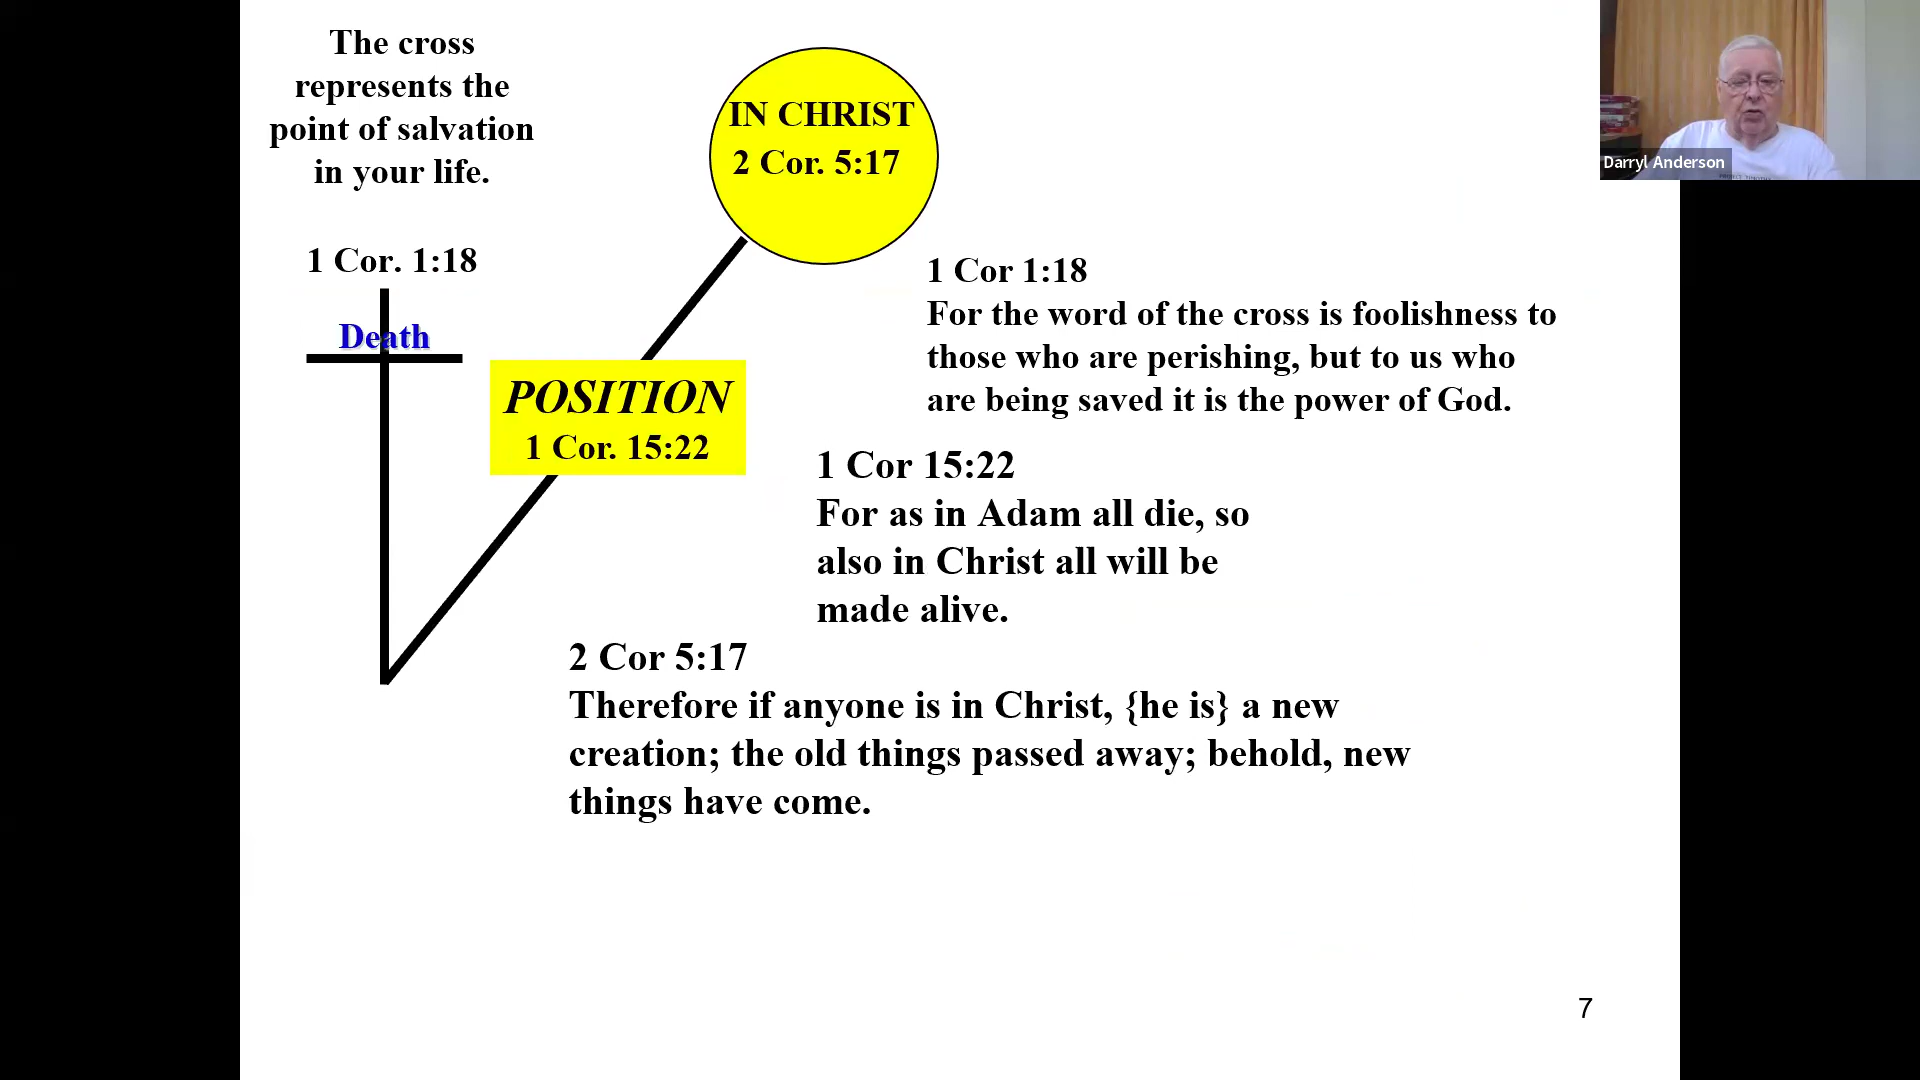 The cross
represents the
point of salvation
in your life.
1 Cor. 1:18
Death
IN CHRIST
2 Cor. 5:17
POSITION
1 Cor. 15:22
1 Cor 1:18
For the word of the cross is foolishness to
those who are perishing, but to us who
are being saved it is the power of God.
1 Cor 15:22
For as in Adam all die, so
also in Christ all will be
made alive.
2 Cor 5:17
Therefore if anyone is in Christ, {he is} a new
creation; the old things passed away; behold, new
things have come.
7
Darryl Anderson